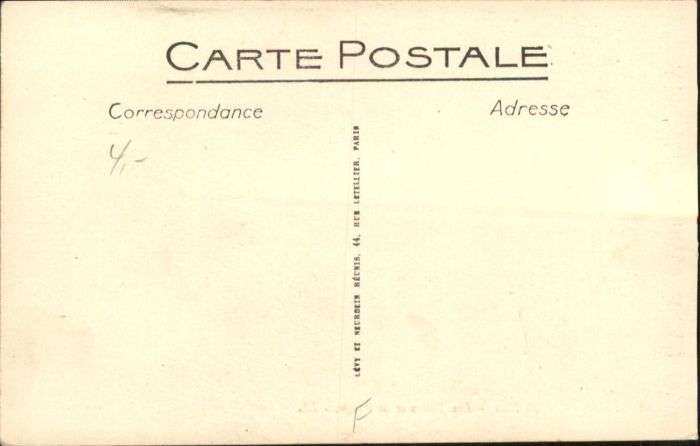 CARTE POSTALE
Correspondance
Adresse
4,-
LÉVY ET NEURDEIN RÉUNIS, 44, RUE LETELLIER, PARIS
F